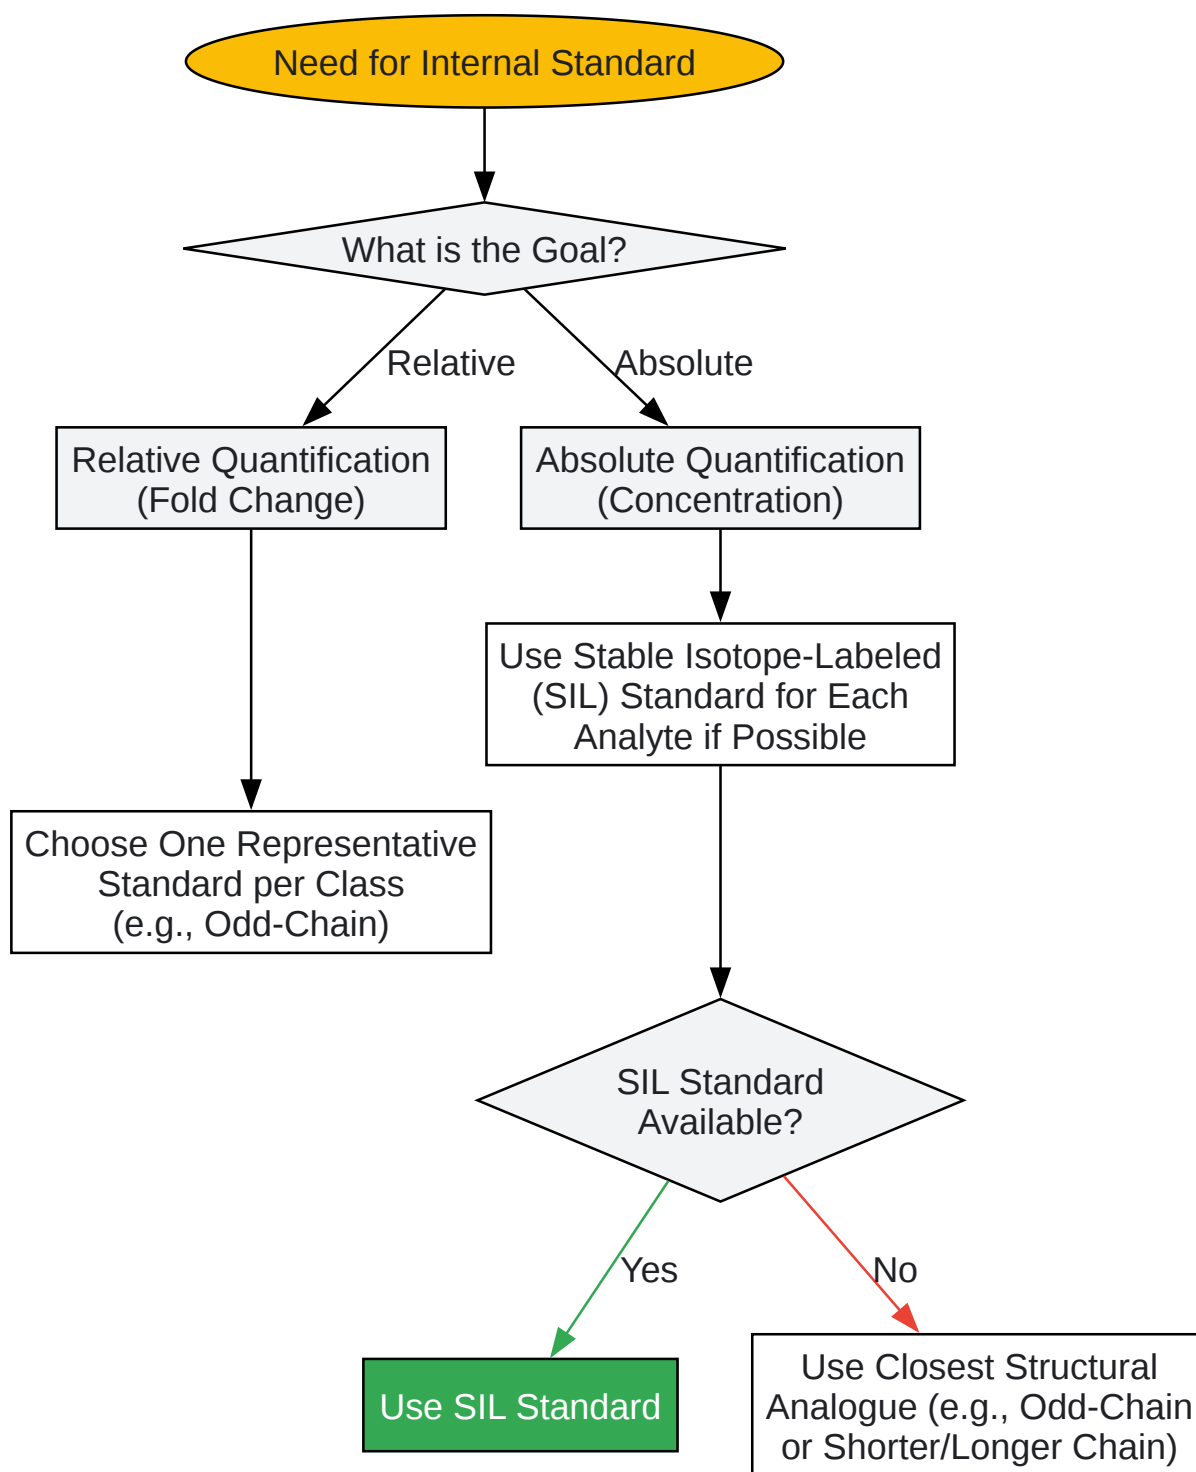 Need for Internal Standard
What is the Goal?
Relative
Absolute
Relative Quantification
(Fold Change)
Absolute Quantification
(Concentration)
Use Stable Isotope-Labeled
(SIL) Standard for Each
Analyte if Possible
Choose One Representative
Standard per Class
(e.g., Odd-Chain)
SIL Standard
Available?
Yes
No
Use SIL Standard
Use Closest Structural
Analogue (e.g., Odd-Chain
or Shorter/Longer Chain)